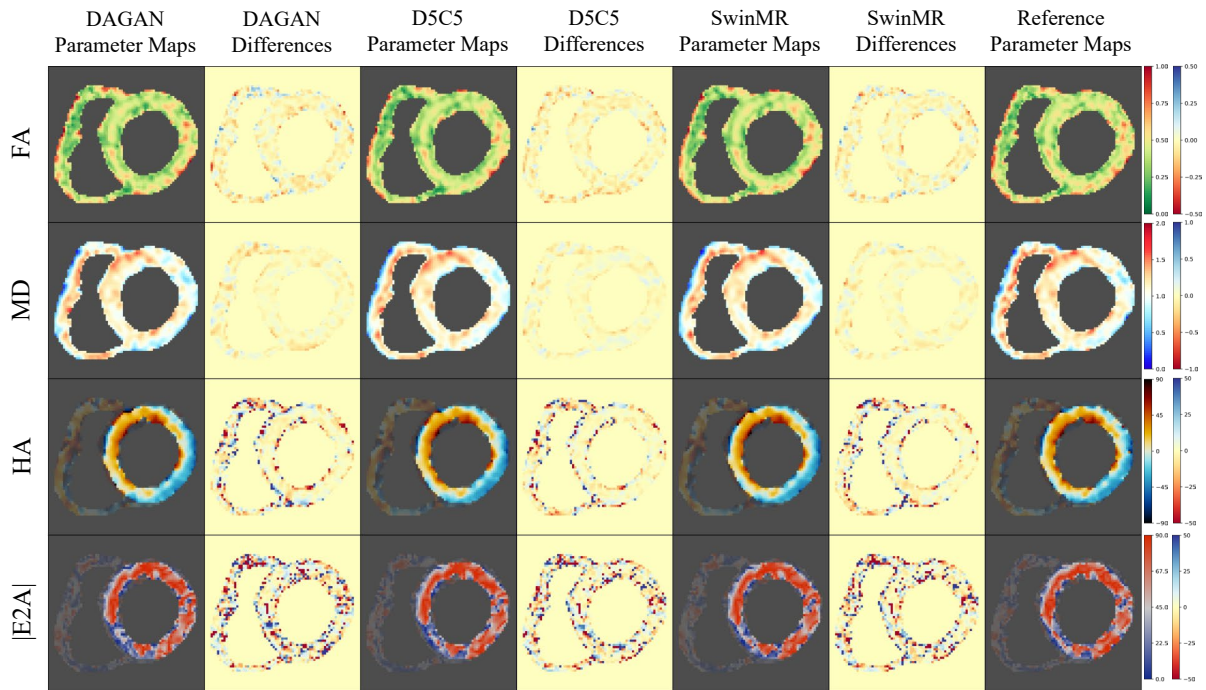 DAGAN
Parameter Maps
DAGAN
Differences
D5C5
Parameter Maps
D5C5
Differences
SwinMR
Parameter Maps
SwinMR
Differences
Reference
Parameter Maps
FA
1.00
0.75
0.50
0.25
0.00
0.50
0.25
0.00
−0.25
−0.50
MD
2.0
1.5
1.0
0.5
0.0
1.0
0.5
0.0
−0.5
−1.0
HA
90
45
0
−45
−90
50
25
0
−25
−50
|E2A|
90.0
67.5
45.0
22.5
0.0
50
25
0
−25
−50